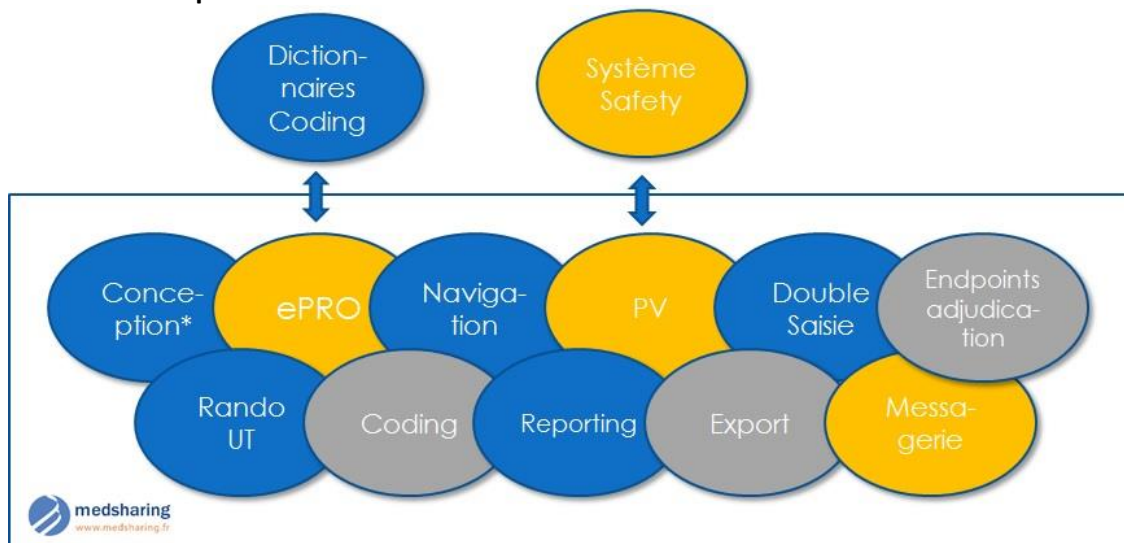 Diction-
naires
Coding
Système
Safety
Conce-
ption*
ePRO
Naviga-
tion
PV
Double
Saisie
Endpoints
adjudica-
tion
Rando
UT
Coding
Reporting
Export
Messa-
gerie
medsharing
www.medsharing.fr